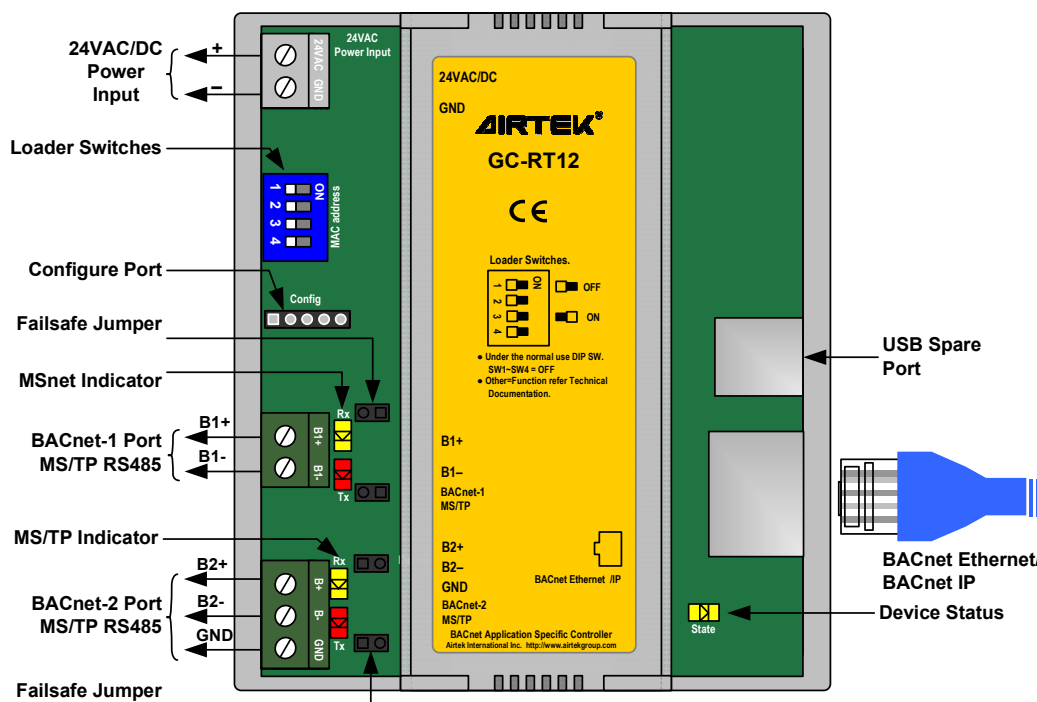 24VAC/DC
Power
Input
+
–
24VAC
GND
24VAC
Power Input
Loader Switches
1
2
3
4
ON
MAC address
Configure Port
Config
Failsafe Jumper
MSnet Indicator
Rx
BACnet-1 Port
MS/TP RS485
B1+
B1-
B1+
B1-
Tx
MS/TP Indicator
Rx
BACnet-2 Port
MS/TP RS485
B2+
B2-
GND
B+
B-
GND
Tx
Failsafe Jumper
24VAC/DC
GND
AIRTEK®
GC-RT12
CE
Loader Switches.
1
2
3
4
ON
OFF
ON
● Under the normal use DIP SW.
SW1~SW4 = OFF
● Other=Function refer Technical
Documentation.
B1+
B1–
BACnet-1
MS/TP
B2+
B2–
GND
BACnet-2
MS/TP
BACnet Ethernet /IP
BACnet Application Specific Controller
Airtek International Inc. http://www.airtekgroup.com
USB Spare
Port
BACnet Ethernet/
BACnet IP
Device Status
State